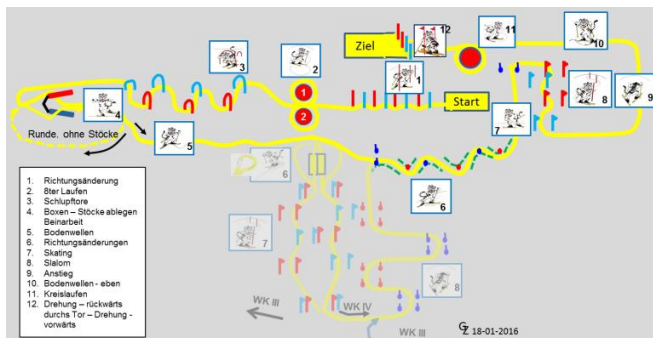 Ziel
12
11
10
3
2
1
1
Start
2
9
8
7
4
Runde. ohne Stöcke
5
6
6
7
8
WK III
WK IV
WK III
GZ 18-01-2016
1. Richtungsänderung
2. 8ter Laufen
3. Schlupftore
4. Boxen – Stöcke ablegen
Beinarbeit
5. Bodenwellen
6. Richtungsänderungen
7. Skating
8. Slalom
9. Anstieg
10. Bodenwellen - eben
11. Kreislaufen
12. Drehung – rückwärts
durchs Tor – Drehung -
vorwärts